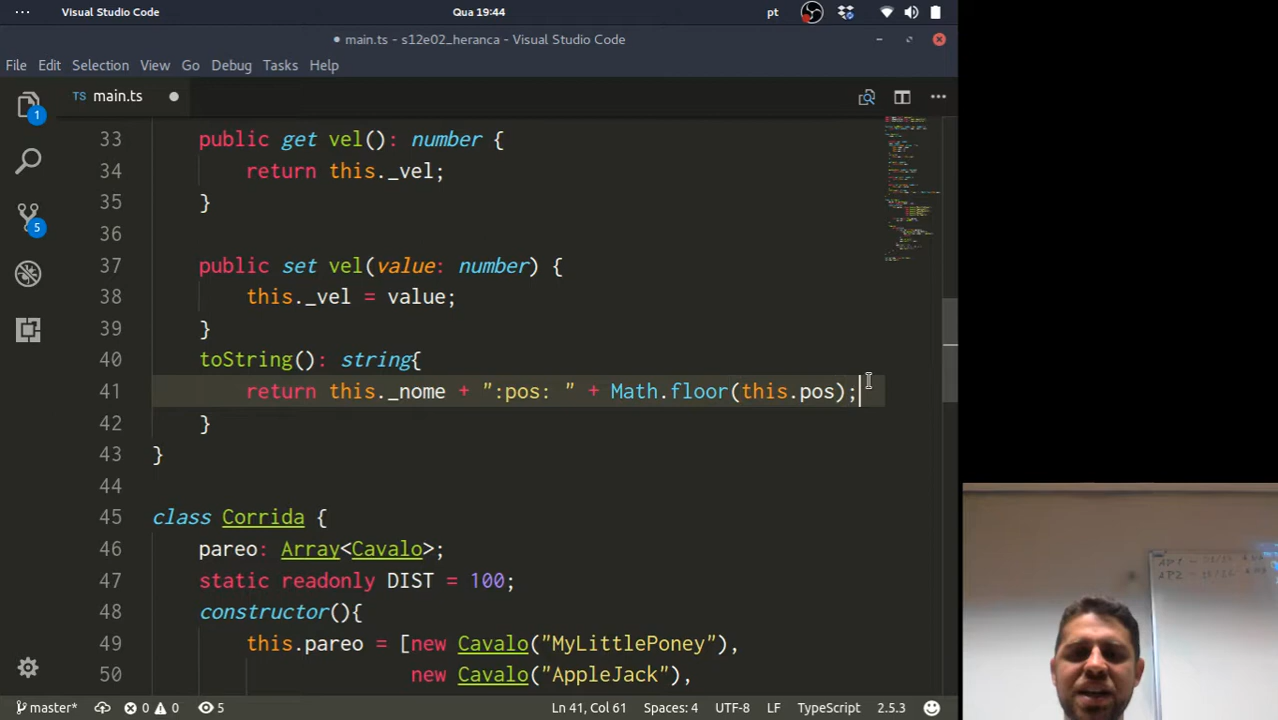 Visual Studio Code
Qua 19:44
pt
main.ts - s12e02_heranca - Visual Studio Code
File Edit Selection View Go Debug Tasks Help
TS main.ts
1
5
33 public get vel(): number {
34 return this._vel;
35 }
36
37 public set vel(value: number) {
38 this._vel = value;
39 }
40 toString(): string{
41 return this._nome + ":pos: " + Math.floor(this.pos);
42 }
43 }
44
45 class Corrida {
46 pareo: Array<Cavalo>;
47 static readonly DIST = 100;
48 constructor(){
49 this.pareo = [new Cavalo("MyLittlePoney"),
50 new Cavalo("AppleJack"),
master* 0 0 5 Ln 41, Col 61 Spaces: 4 UTF-8 LF TypeScript 2.5.3